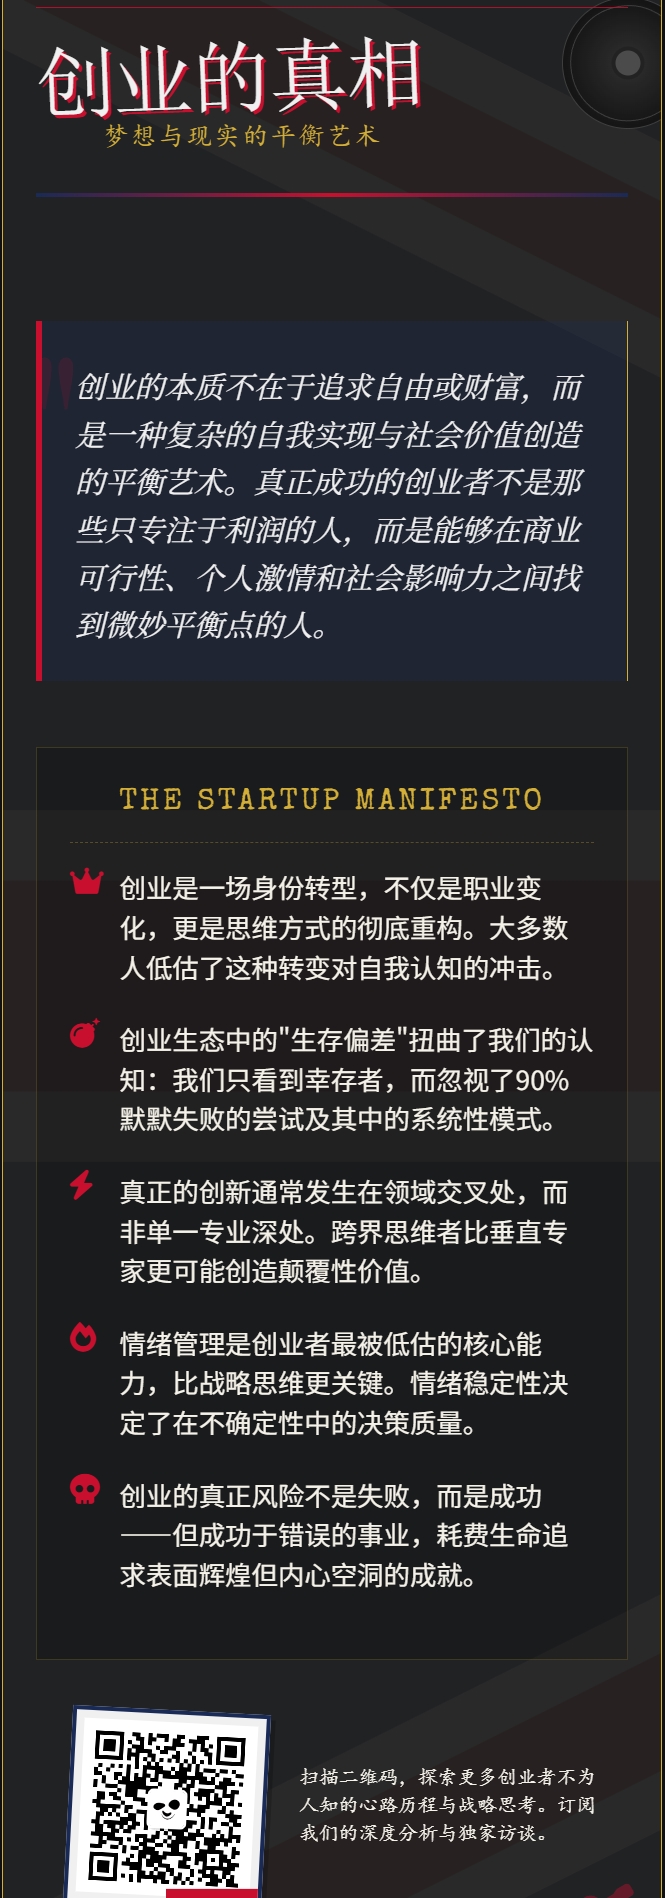 创业的真相
梦想与现实的平衡艺术
创业的本质不在于追求自由或财富，而
是一种复杂的自我实现与社会价值创造
的平衡艺术。真正成功的创业者不是那
些只专注于利润的人，而是能够在商业
可行性、个人激情和社会影响力之间找
到微妙平衡点的人。
THE STARTUP MANIFESTO
创业是一场身份转型，不仅是职业变
化，更是思维方式的彻底重构。大多数
人低估了这种转变对自我认知的冲击。
创业生态中的"生存偏差"扭曲了我们的认
知：我们只看到幸存者，而忽视了90%
默默失败的尝试及其中的系统性模式。
真正的创新通常发生在领域交叉处，而
非单一专业深处。跨界思维者比垂直专
家更可能创造颠覆性价值。
情绪管理是创业者最被低估的核心能
力，比战略思维更关键。情绪稳定性决
定了在不确定性中的决策质量。
创业的真正风险不是失败，而是成功
——但成功于错误的事业，耗费生命追
求表面辉煌但内心空洞的成就。
扫描二维码，探索更多创业者不为
人知的心路历程与战略思考。订阅
我们的深度分析与独家访谈。